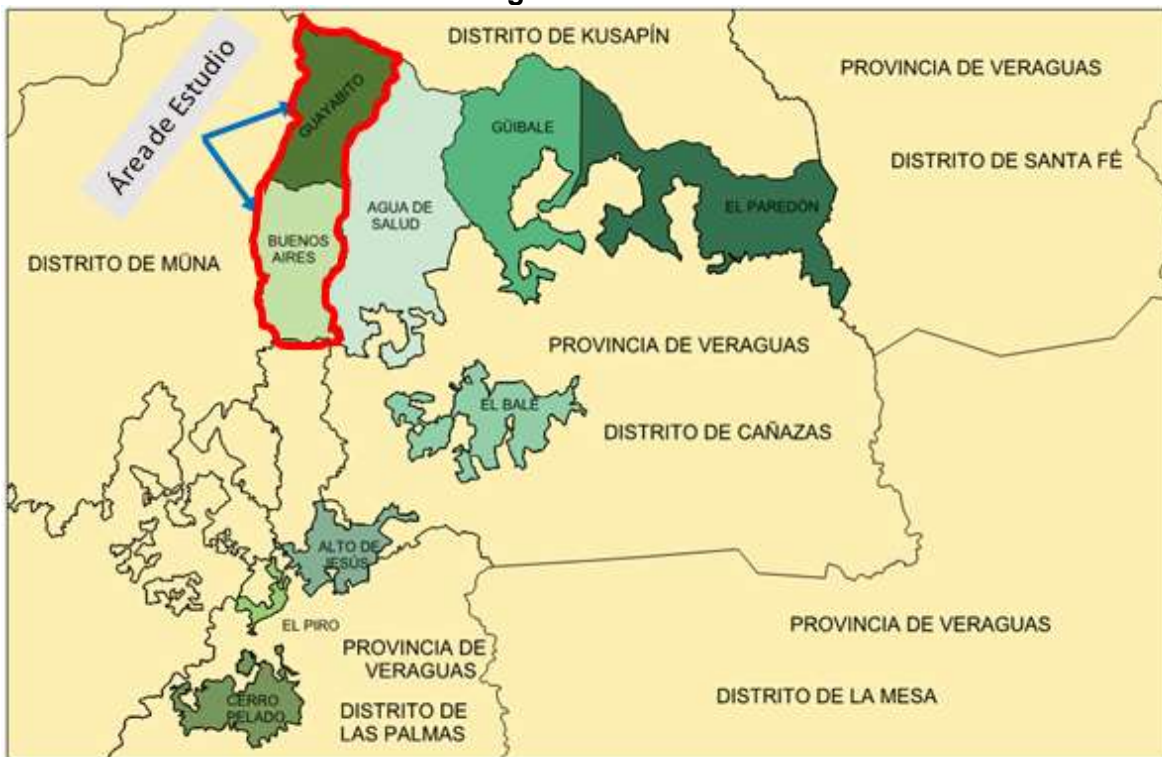 DISTRITO DE KUSAPÍN
PROVINCIA DE VERAGUAS
Área de Estudio
GUAYABITO
GÜIBALE
DISTRITO DE SANTA FÉ
AGUA DE
SALUD
EL PAREDÓN
BUENOS
AIRES
DISTRITO DE MÜNA
PROVINCIA DE VERAGUAS
EL BALE
DISTRITO DE CAÑAZAS
ALTO DE
JESÚS
EL PIRO
PROVINCIA DE
VERAGUAS
PROVINCIA DE VERAGUAS
CERRO
PELADO
DISTRITO DE
LAS PALMAS
DISTRITO DE LA MESA